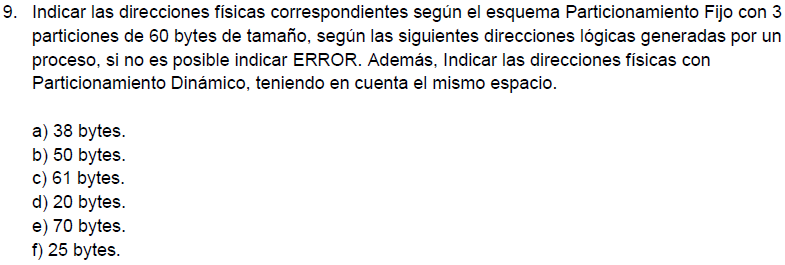 9. Indicar las direcciones físicas correspondientes según el esquema Particionamiento Fijo con 3
particiones de 60 bytes de tamaño, según las siguientes direcciones lógicas generadas por un
proceso, si no es posible indicar ERROR. Además, Indicar las direcciones físicas con
Particionamiento Dinámico, teniendo en cuenta el mismo espacio.
a) 38 bytes.
b) 50 bytes.
c) 61 bytes.
d) 20 bytes.
e) 70 bytes.
f) 25 bytes.